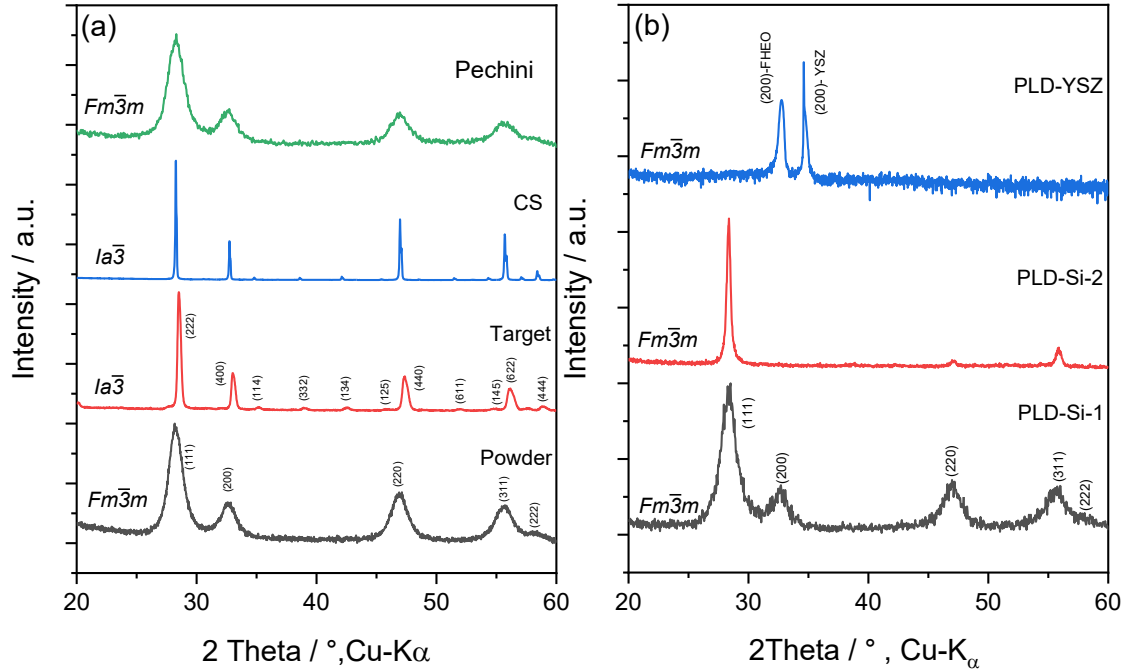 (a)
Pechini
Fm3̄m
CS
Ia3̄
Target
Ia3̄
(222)
(400)
(114)
(332)
(134)
(125)
(440)
(611)
(145)
(622)
(444)
Powder
Fm3̄m
(111)
(200)
(220)
(311)
(222)
Intensity / a.u.
20 30 40 50 60
2 Theta / °,Cu-Kα
(b)
(200)-FHEO
(200)- YSZ
PLD-YSZ
Fm3̄m
PLD-Si-2
Fm3̄m
PLD-Si-1
Fm3̄m
(111)
(200)
(220)
(311)
(222)
Intensity / a.u.
20 30 40 50 60
2Theta / ° , Cu-Kα